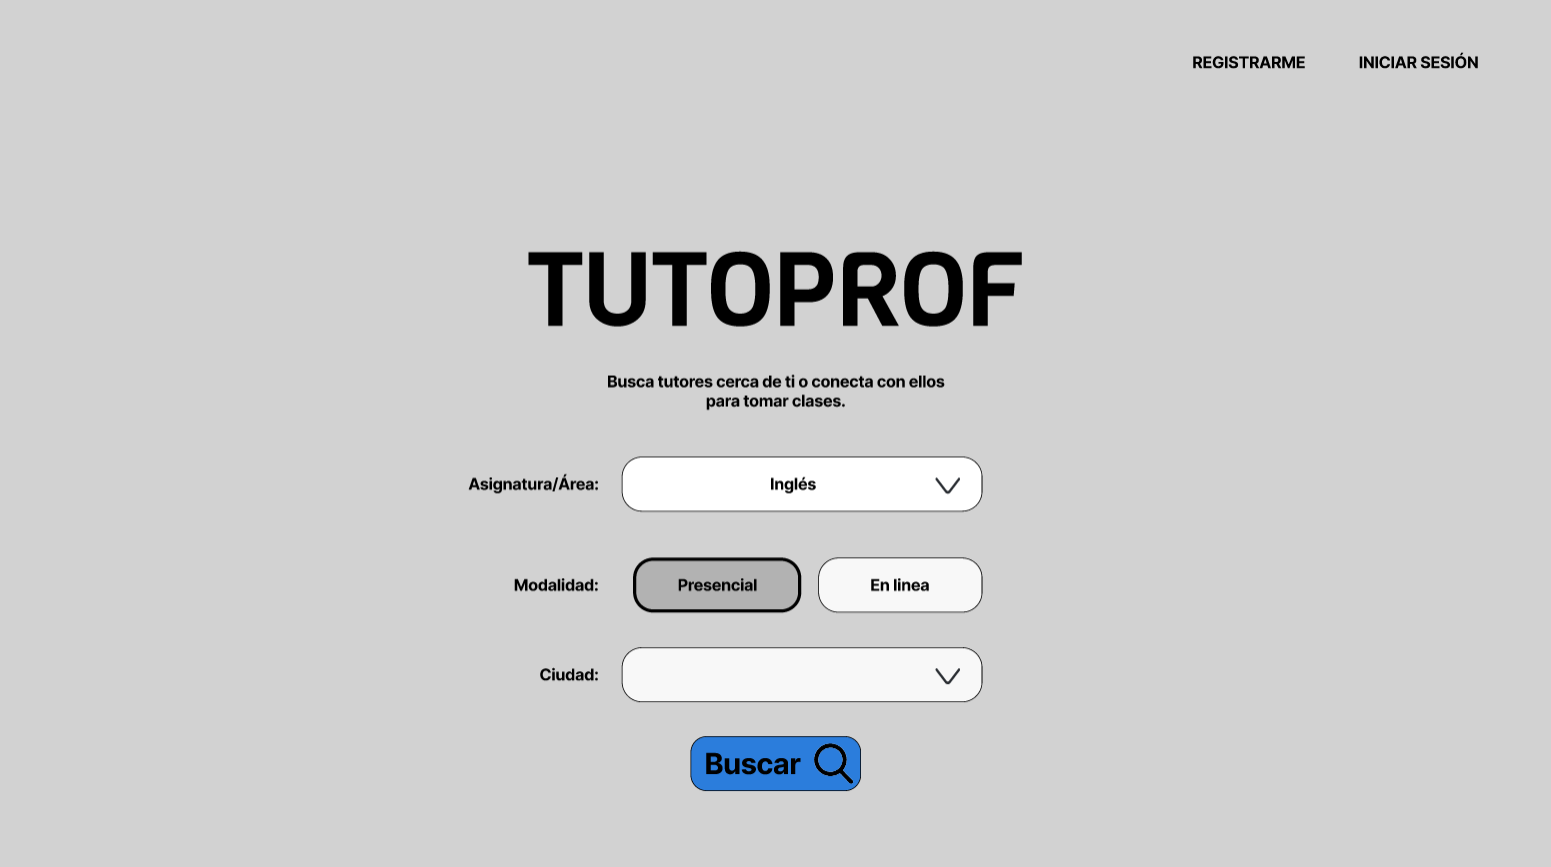 REGISTRARME
INICIAR SESIÓN
TUTOPROF
Busca tutores cerca de ti o conecta con ellos
para tomar clases.
Asignatura/Área:
Inglés
Modalidad:
Presencial
En linea
Ciudad:
Buscar